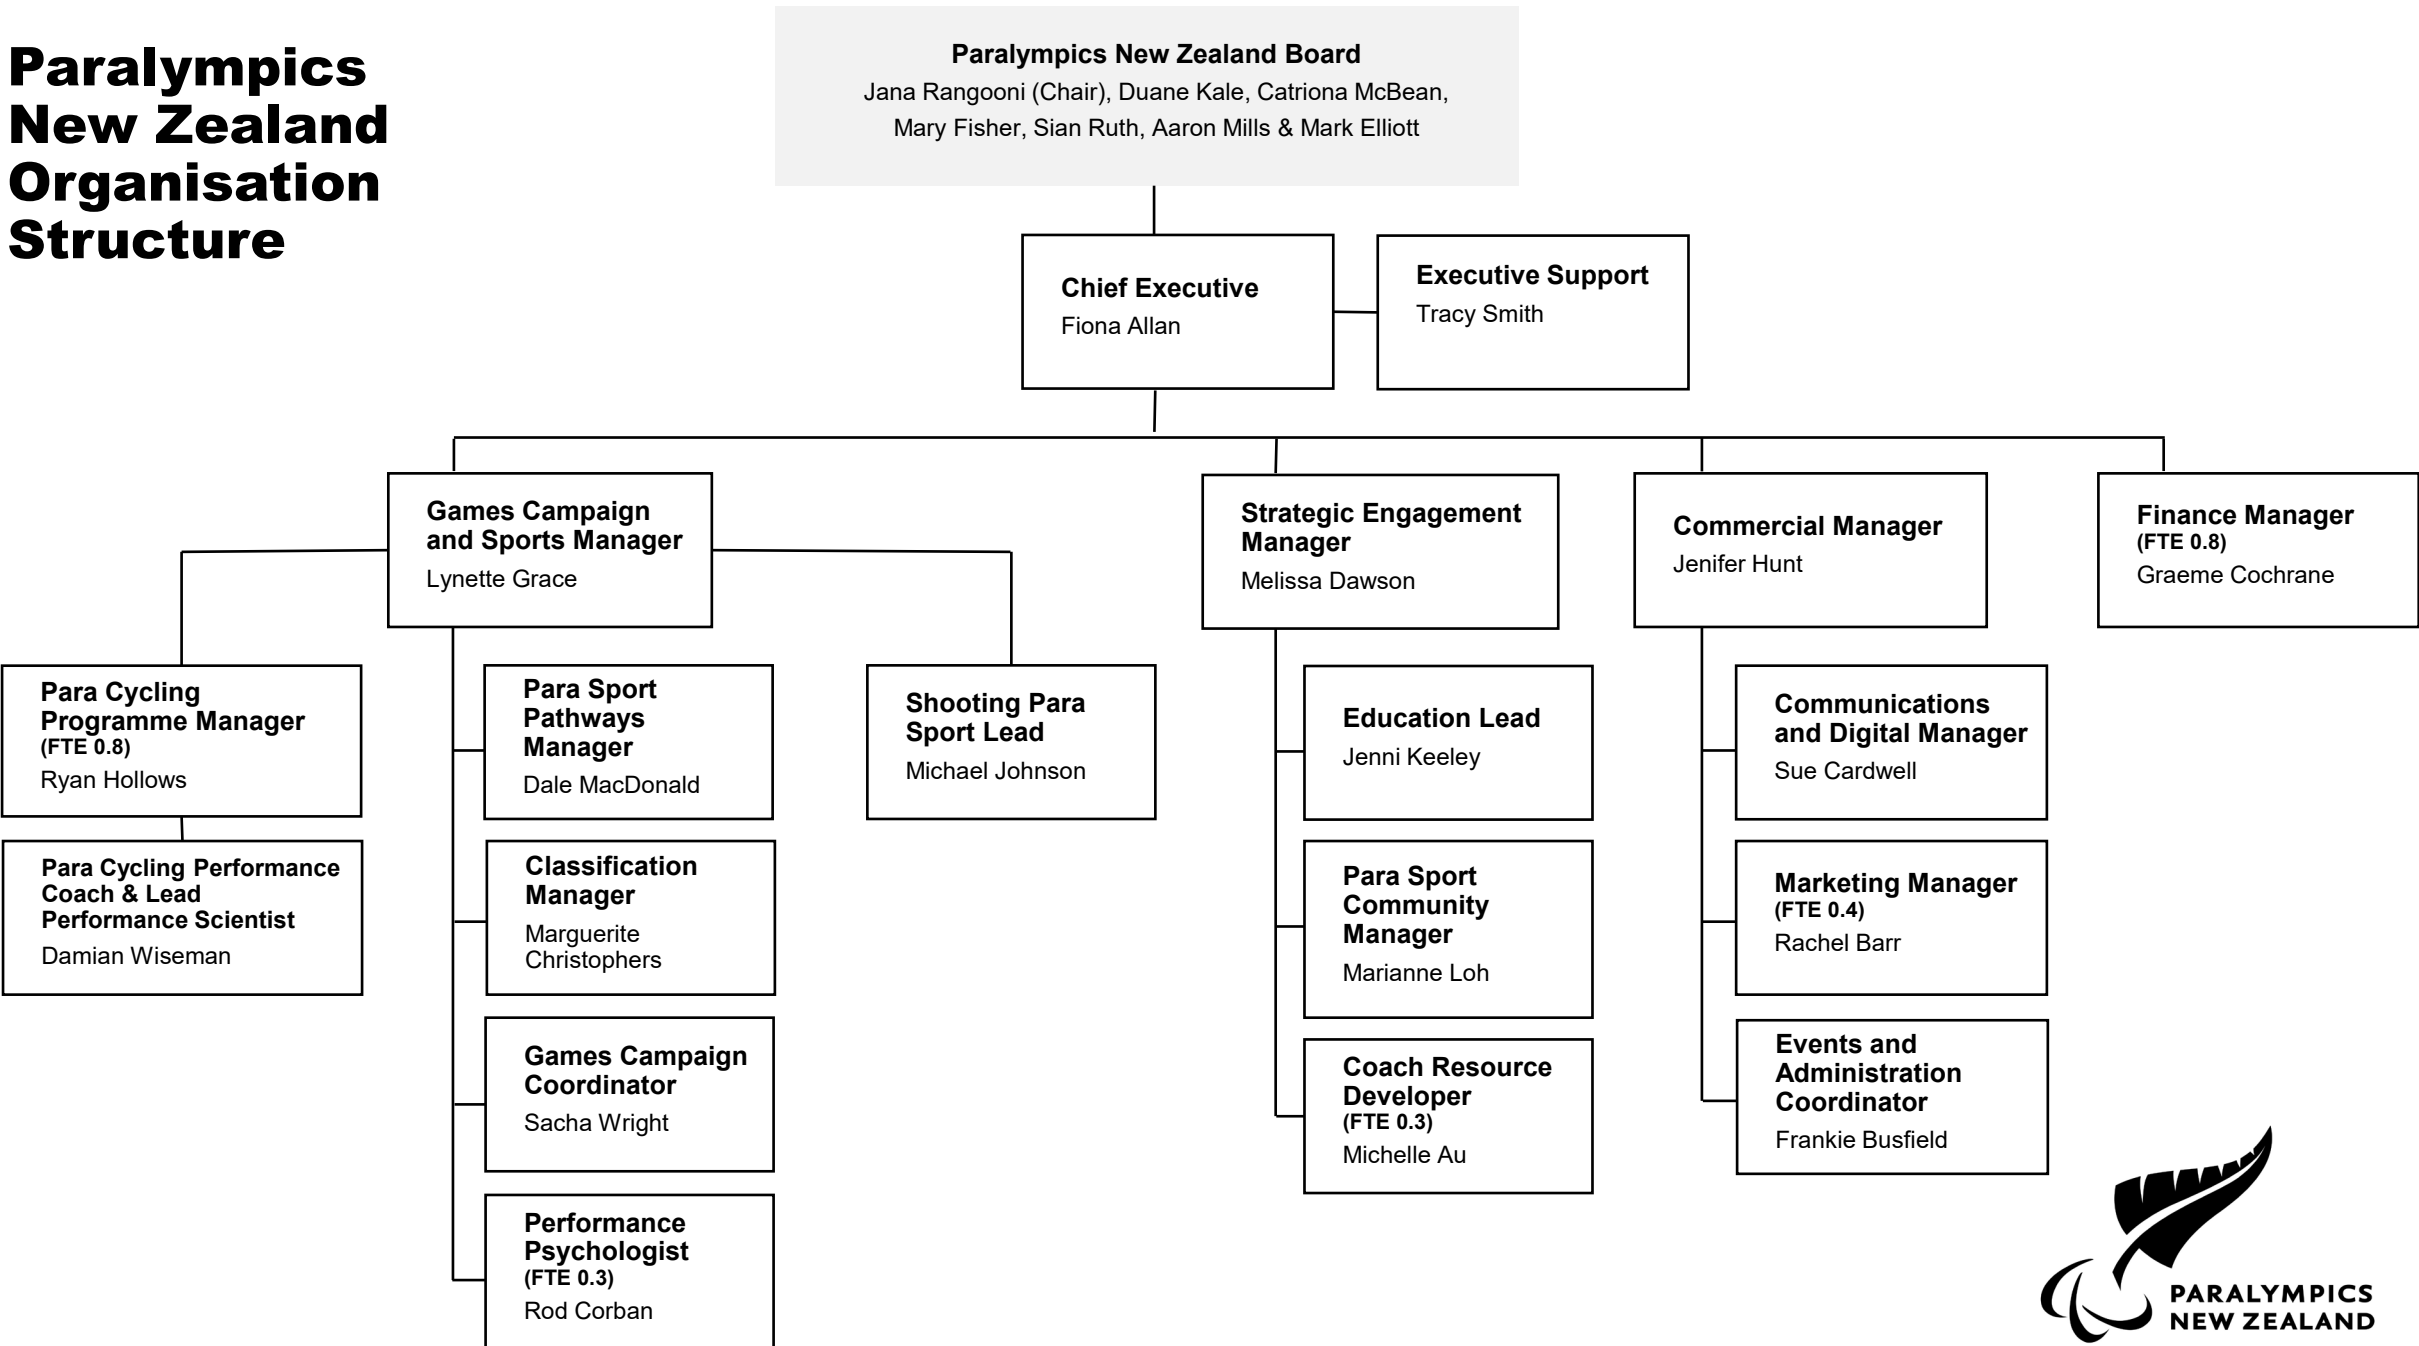 Paralympics
New Zealand
Organisation
Structure
Paralympics New Zealand Board
Jana Rangooni (Chair), Duane Kale, Catriona McBean,
Mary Fisher, Sian Ruth, Aaron Mills & Mark Elliott
Chief Executive
Fiona Allan
Executive Support
Tracy Smith
Games Campaign
and Sports Manager
Lynette Grace
Strategic Engagement
Manager
Melissa Dawson
Commercial Manager
Jenifer Hunt
Finance Manager
(FTE 0.8)
Graeme Cochrane
Para Cycling
Programme Manager
(FTE 0.8)
Ryan Hollows
Para Sport
Pathways
Manager
Dale MacDonald
Shooting Para
Sport Lead
Michael Johnson
Education Lead
Jenni Keeley
Communications
and Digital Manager
Sue Cardwell
Para Cycling Performance
Coach & Lead
Performance Scientist
Damian Wiseman
Classification
Manager
Marguerite
Christophers
Para Sport
Community
Manager
Marianne Loh
Marketing Manager
(FTE 0.4)
Rachel Barr
Games Campaign
Coordinator
Sacha Wright
Coach Resource
Developer
(FTE 0.3)
Michelle Au
Events and
Administration
Coordinator
Frankie Busfield
Performance
Psychologist
(FTE 0.3)
Rod Corban
PARALYMPICS
NEW ZEALAND